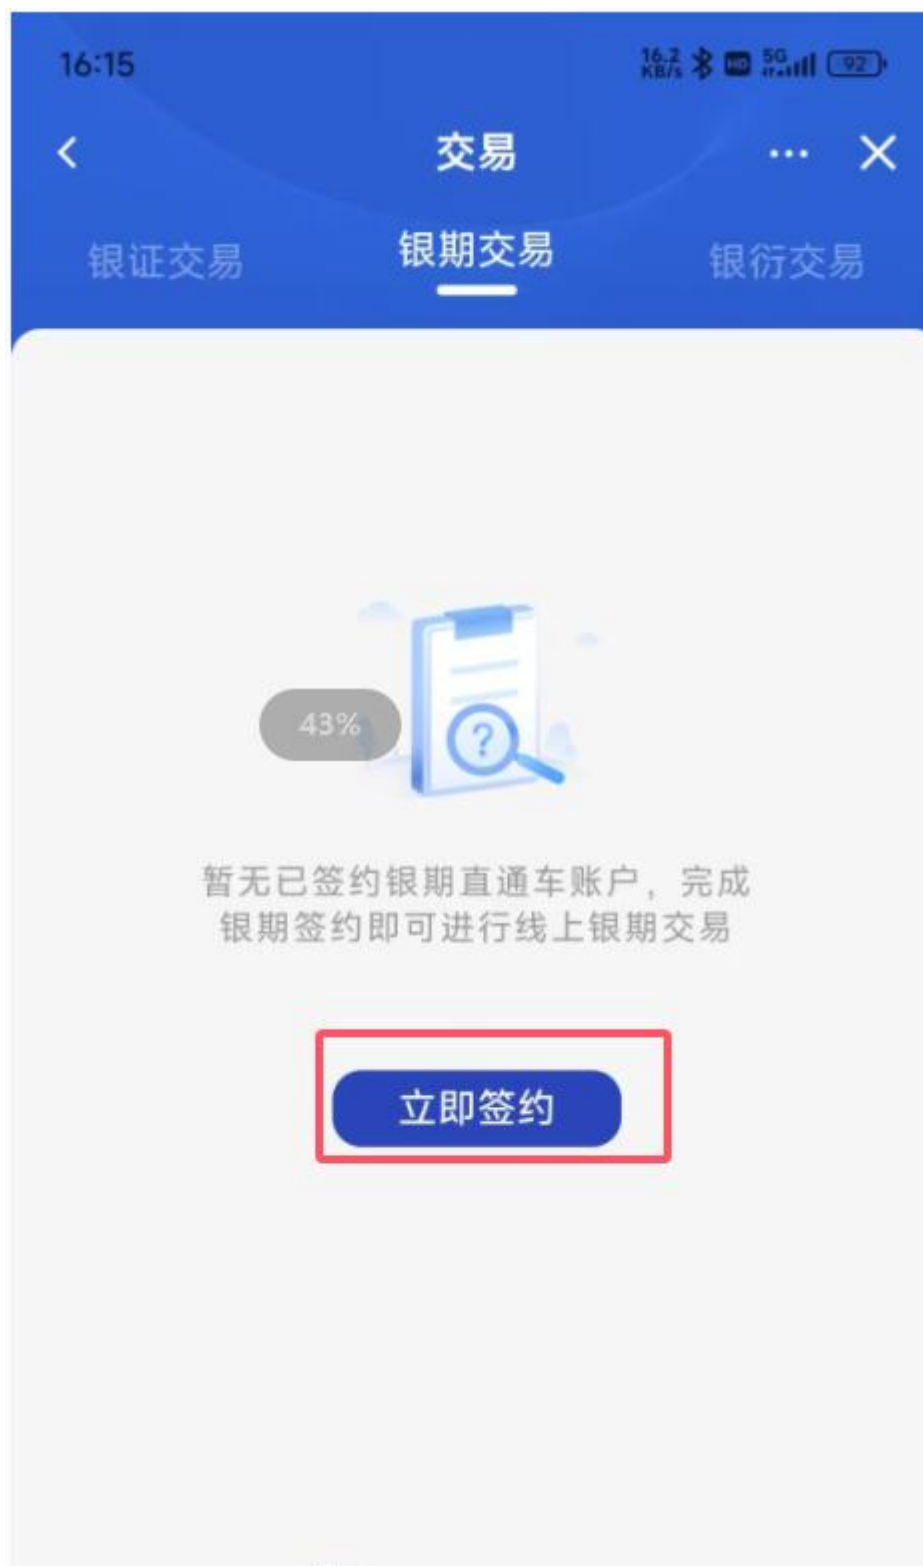 16:15
16.2 KB/s HD 5G 92
交易
银证交易 银期交易 银衍交易
?
43%
暂无已签约银期直通车账户，完成
银期签约即可进行线上银期交易
立即签约